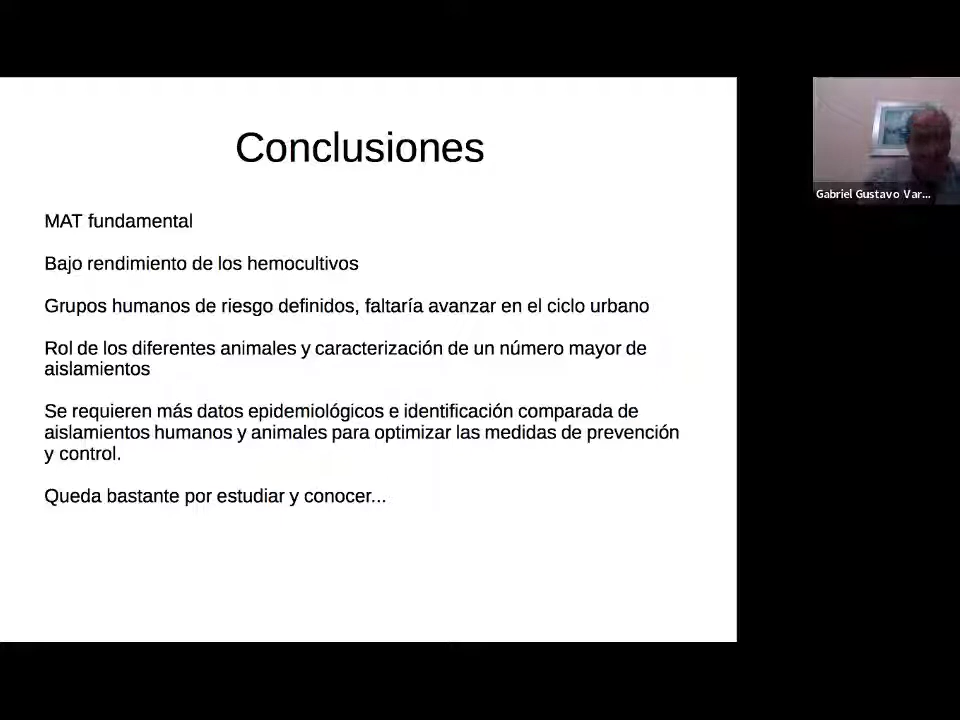 Conclusiones
MAT fundamental
Bajo rendimiento de los hemocultivos
Grupos humanos de riesgo definidos, faltaría avanzar en el ciclo urbano
Rol de los diferentes animales y caracterización de un número mayor de
aislamientos
Se requieren más datos epidemiológicos e identificación comparada de
aislamientos humanos y animales para optimizar las medidas de prevención
y control.
Queda bastante por estudiar y conocer...
Gabriel Gustavo Var...